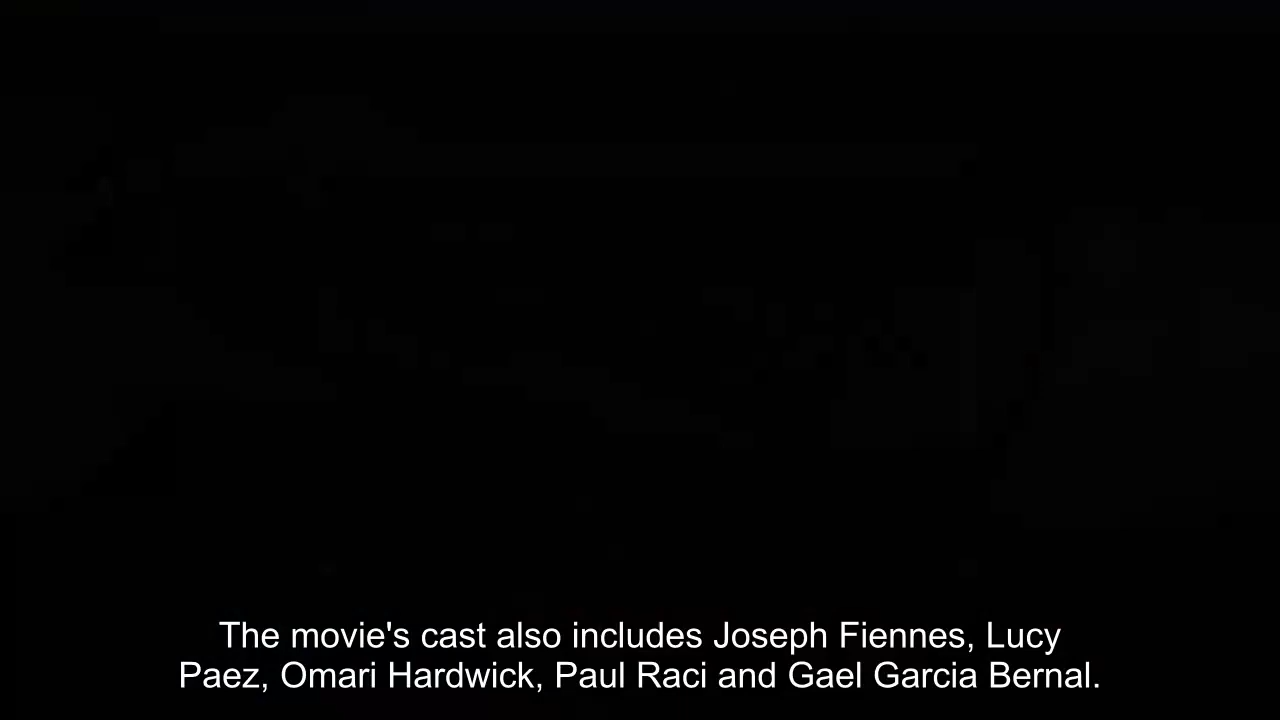 The movie's cast also includes Joseph Fiennes, Lucy
Paez, Omari Hardwick, Paul Raci and Gael Garcia Bernal.